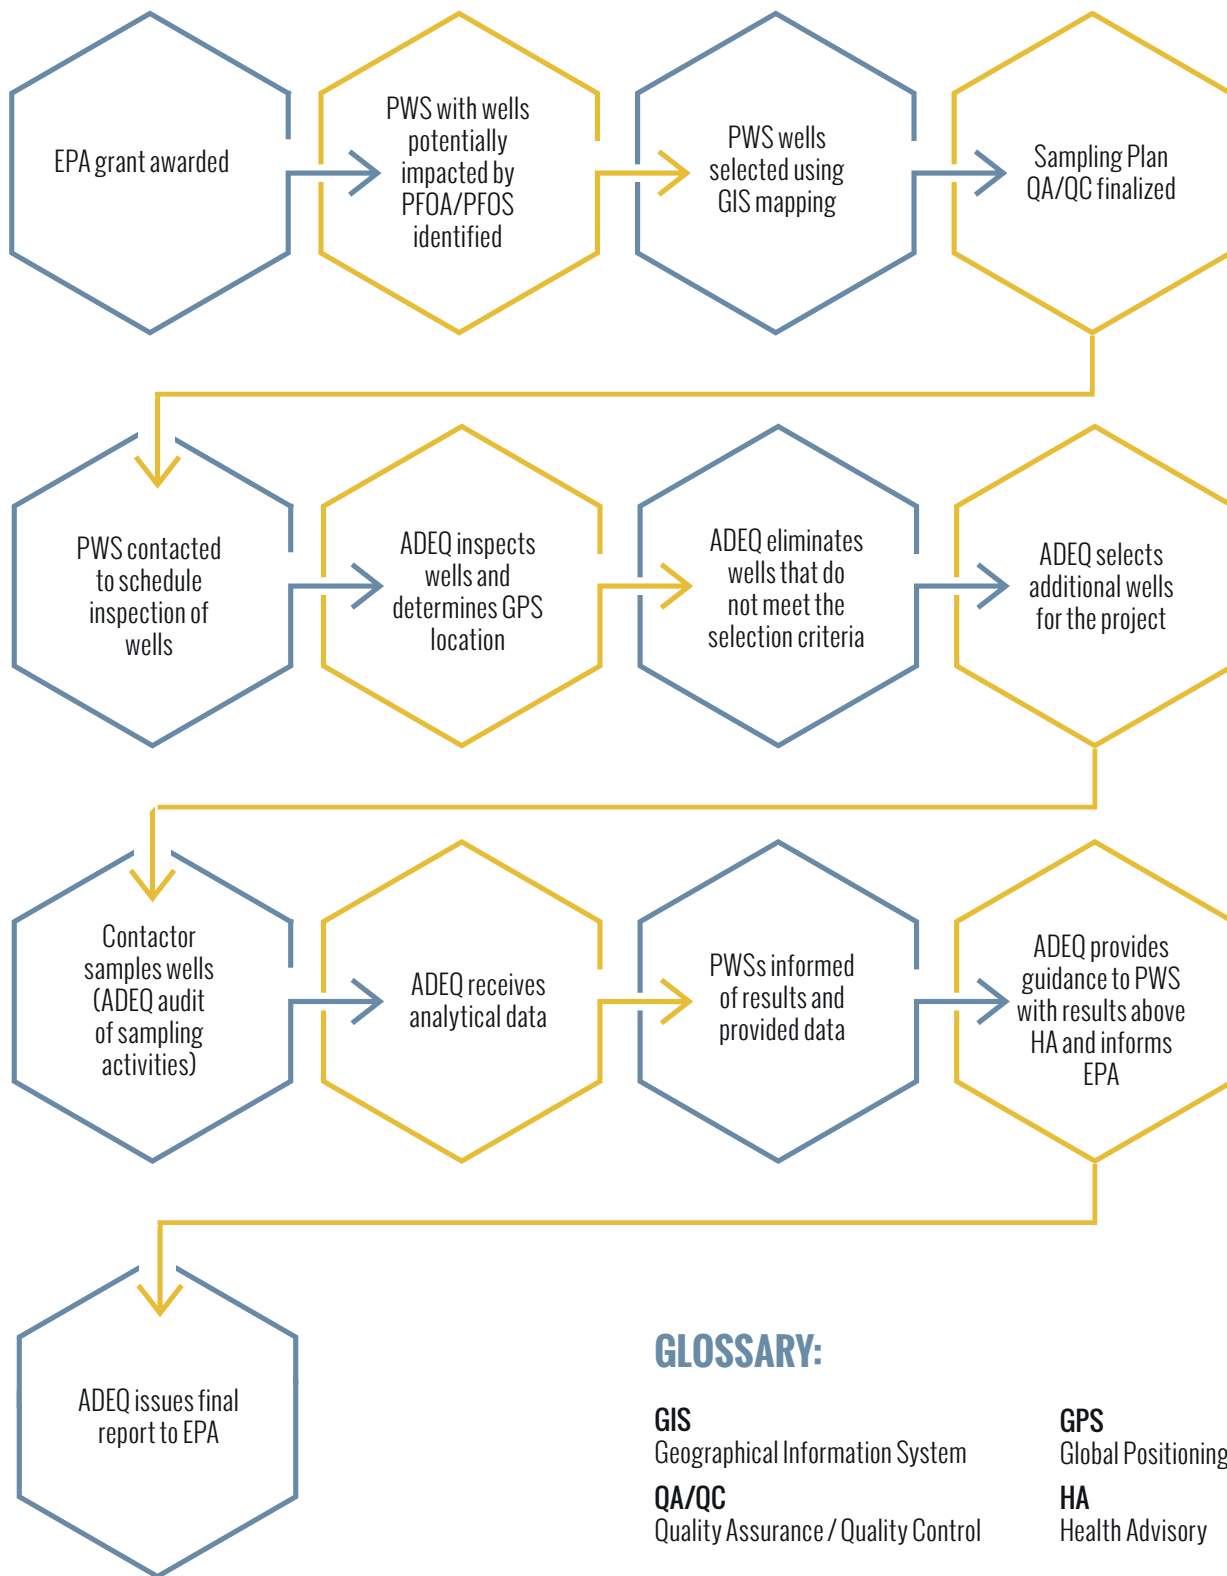 EPA grant awarded
PWS with wells
potentially
impacted by
PFOA/PFOS
identified
PWS wells
selected using
GIS mapping
Sampling Plan
QA/QC finalized
PWS contacted
to schedule
inspection of
wells
ADEQ inspects
wells and
determines GPS
location
ADEQ eliminates
wells that do
not meet the
selection criteria
ADEQ selects
additional wells
for the project
Contactor
samples wells
(ADEQ audit
of sampling
activities)
ADEQ receives
analytical data
PWSs informed
of results and
provided data
ADEQ provides
guidance to PWS
with results above
HA and informs
EPA
ADEQ issues final
report to EPA
GLOSSARY:
GIS
Geographical Information System
QA/QC
Quality Assurance / Quality Control
GPS
Global Positioning
HA
Health Advisory